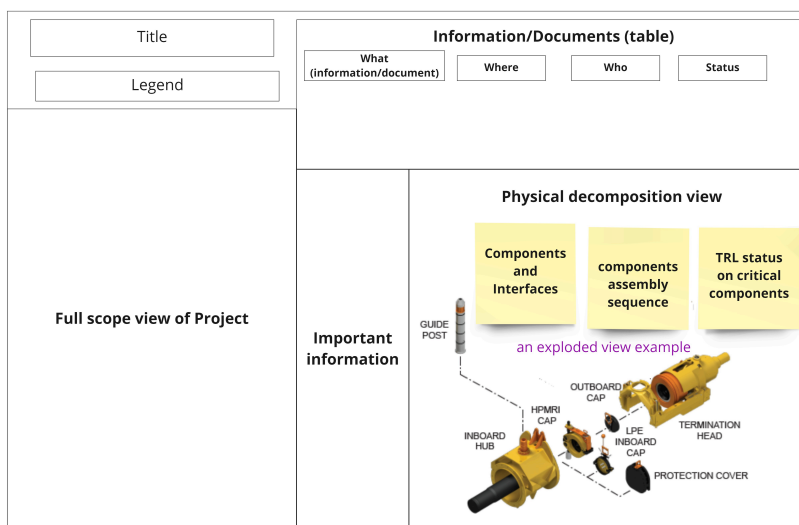 Title
Legend
Information/Documents (table)
What
(information/document)
Where
Who
Status
Full scope view of Project
Important
information
Physical decomposition view
Components
and
Interfaces
components
assembly
sequence
TRL status
on critical
components
an exploded view example
GUIDE
POST
OUTBOARD
CAP
HPMRI
CAP
INBOARD
HUB
LPE
INBOARD
CAP
TERMINATION
HEAD
PROTECTION COVER